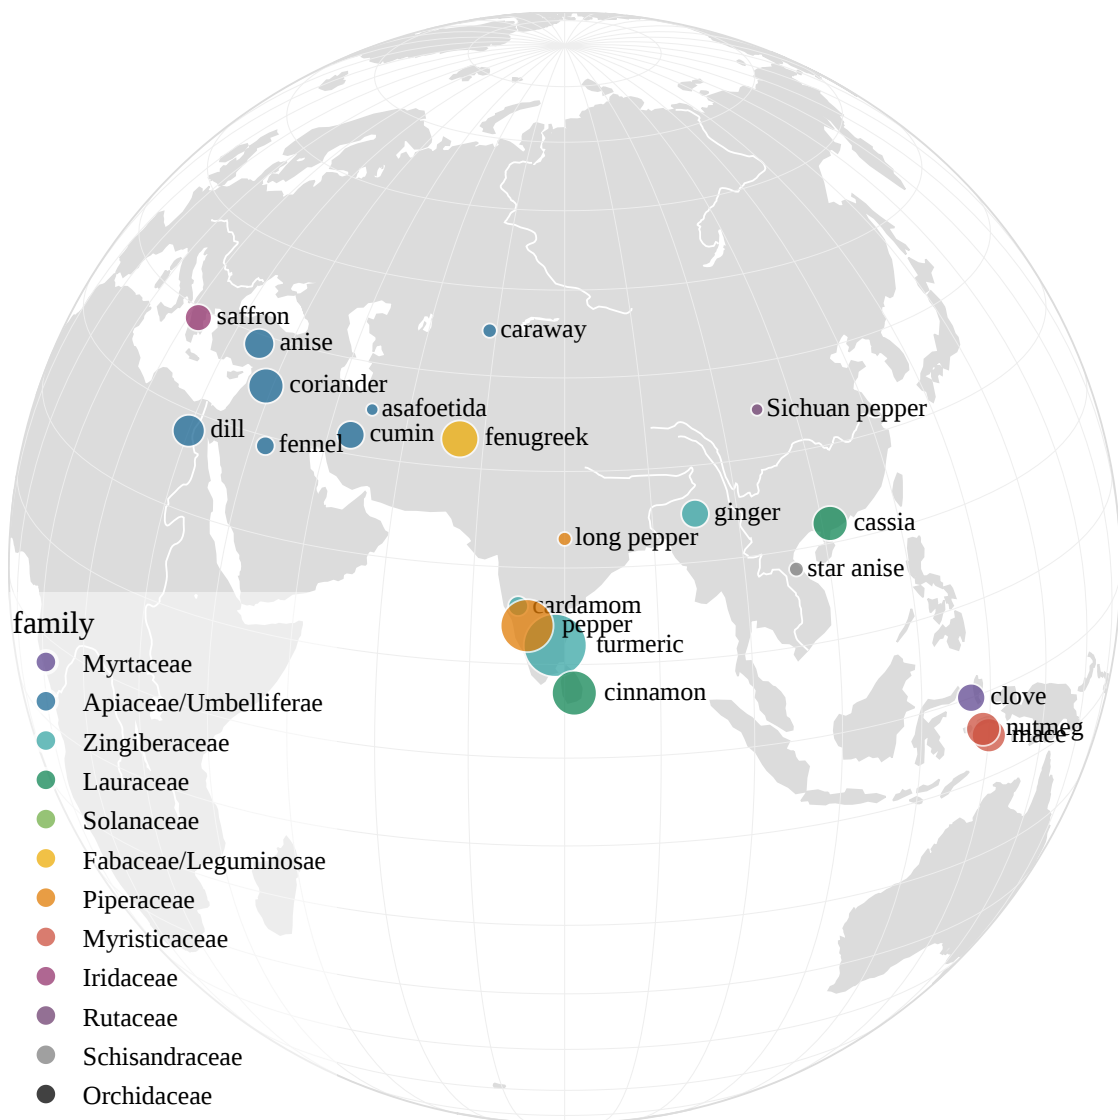 saffron
caraway
anise
coriander
asafoetida
Sichuan pepper
dill
cumin
fenugreek
fennel
ginger
cassia
long pepper
star anise
cardamom
pepper
turmeric
cinnamon
clove
nutmeg
mace
family
Myrtaceae
Apiaceae/Umbelliferae
Zingiberaceae
Lauraceae
Solanaceae
Fabaceae/Leguminosae
Piperaceae
Myristicaceae
Iridaceae
Rutaceae
Schisandraceae
Orchidaceae